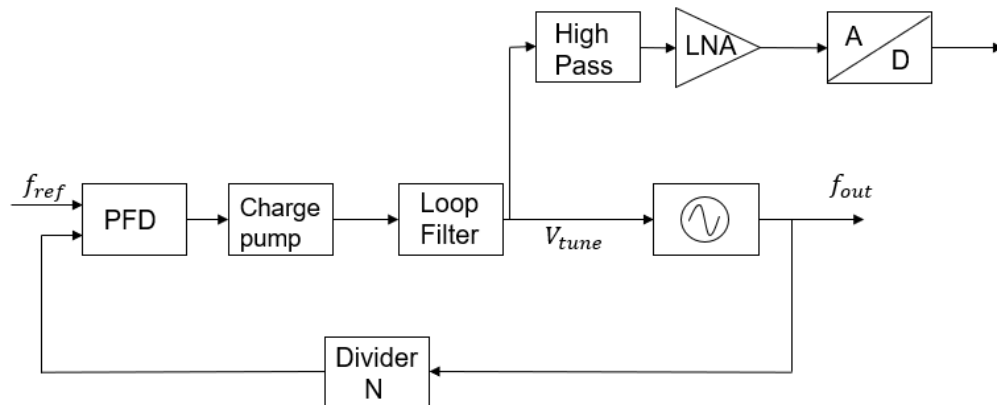 High
Pass
LNA
A
D
f_ref
PFD
Charge
pump
Loop
Filter
V_tune
f_out
Divider
N